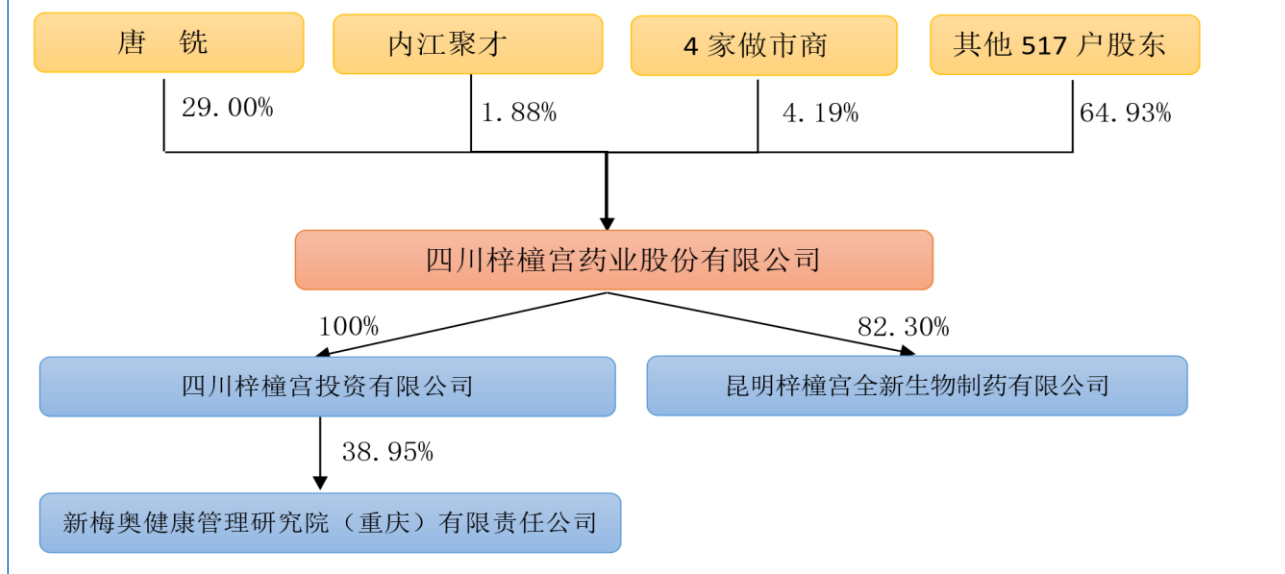 唐 铣
内江聚才
4 家做市商
其他 517 户股东
29.00%
1.88%
4.19%
64.93%
四川梓橦宫药业股份有限公司
100%
82.30%
四川梓橦宫投资有限公司
昆明梓橦宫全新生物制药有限公司
38.95%
新梅奥健康管理研究院（重庆）有限责任公司